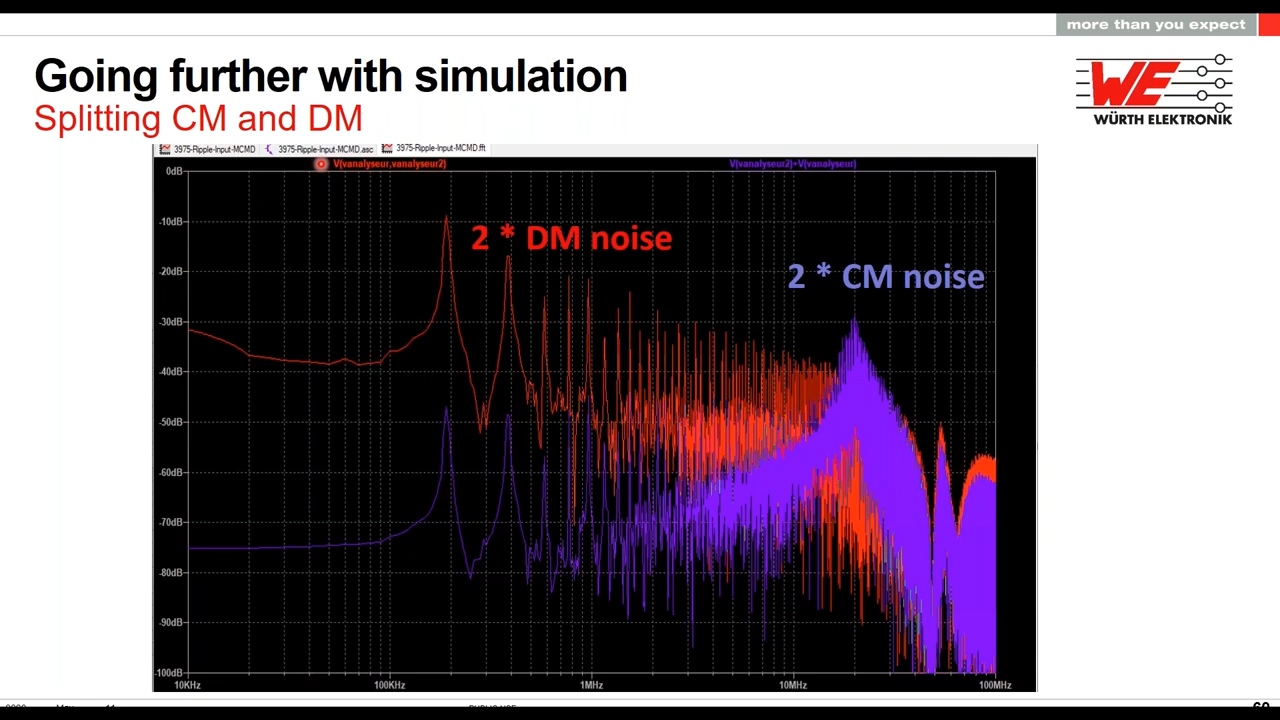 more than you expect
Going further with simulation
Splitting CM and DM
WE
WÜRTH ELEKTRONIK
3975-Ripple-Input-MCMD 3975-Ripple-Input-MCMD.asc 3975-Ripple-Input-MCMD.fft
V(vanalyseur,vanalyseur2) V(vanalyseur2)+V(vanalyseur)
0dB
-10dB
2 * DM noise
-20dB
2 * CM noise
-30dB
-40dB
-50dB
-60dB
-70dB
-80dB
-90dB
-100dB
10KHz 100KHz 1MHz 10MHz 100MHz